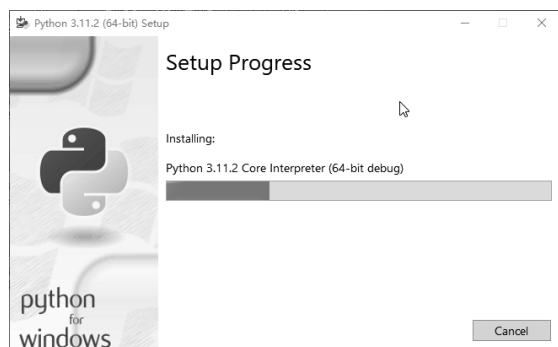 Python 3.11.2 (64-bit) Setup
Setup Progress
Installing:
Python 3.11.2 Core Interpreter (64-bit debug)
python
for
windows
Cancel